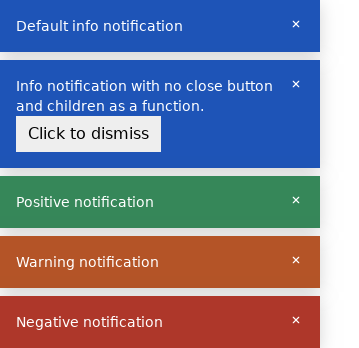 Default info notification ×
Info notification with no close button ×
and children as a function.
Click to dismiss
Positive notification ×
Warning notification ×
Negative notification ×